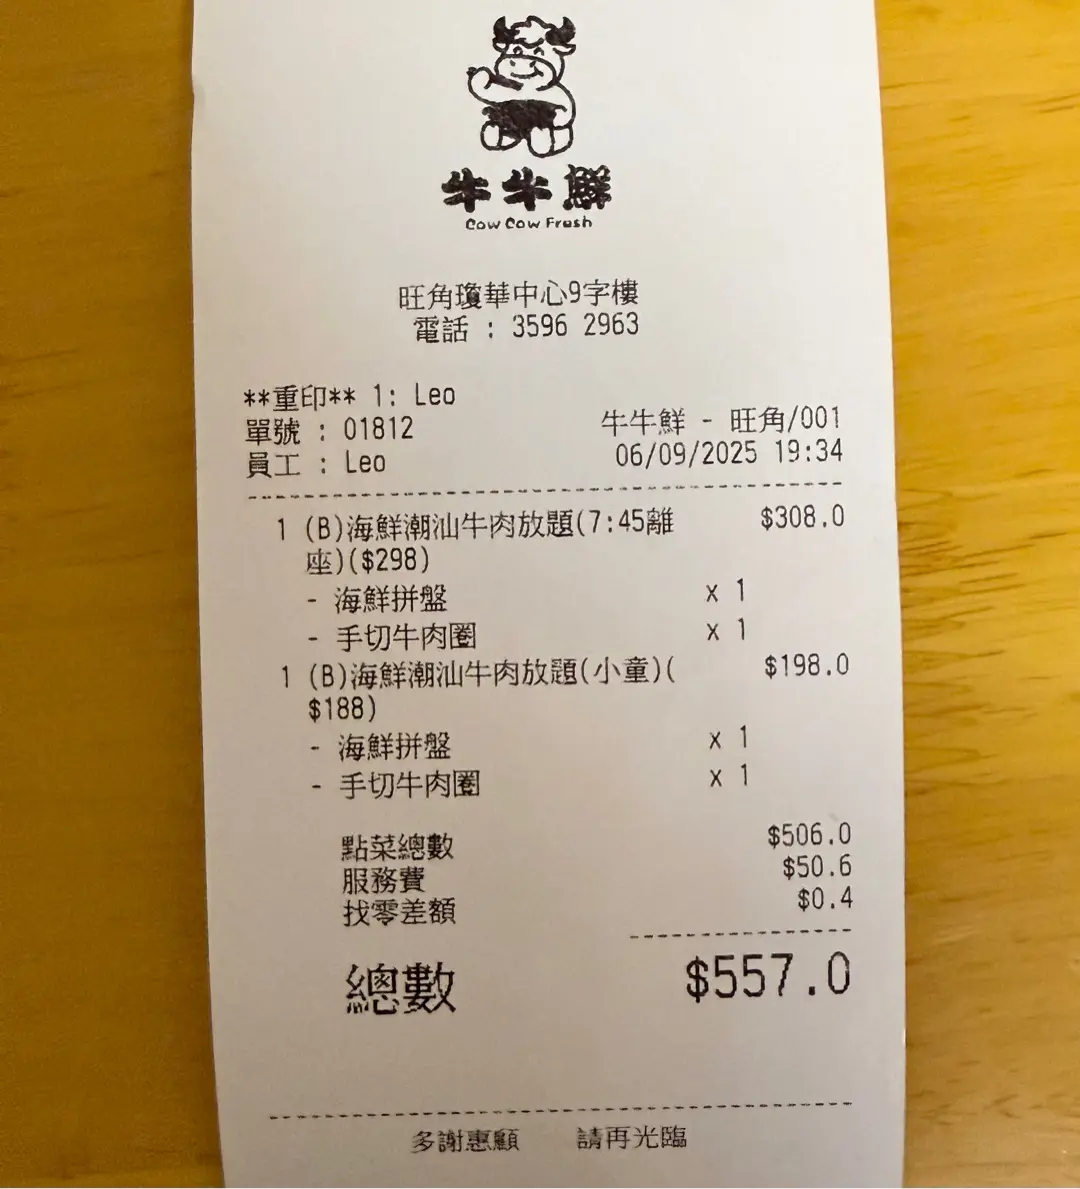 牛牛鮮
Cow Cow Fresh
旺角瓊華中心9字樓
電話 : 3596 2963
**重印** 1: Leo
單號 : 01812 牛牛鮮 - 旺角/001
員工 : Leo 06/09/2025 19:34
1 (B)海鮮潮汕牛肉放題(7:45離 $308.0
座)($298)
- 海鮮拼盤 x 1
- 手切牛肉圈 x 1
1 (B)海鮮潮汕牛肉放題(小童)( $198.0
$188)
- 海鮮拼盤 x 1
- 手切牛肉圈 x 1
點菜總數 $506.0
服務費 $50.6
找零差額 $0.4
總數 $557.0
多謝惠顧 請再光臨